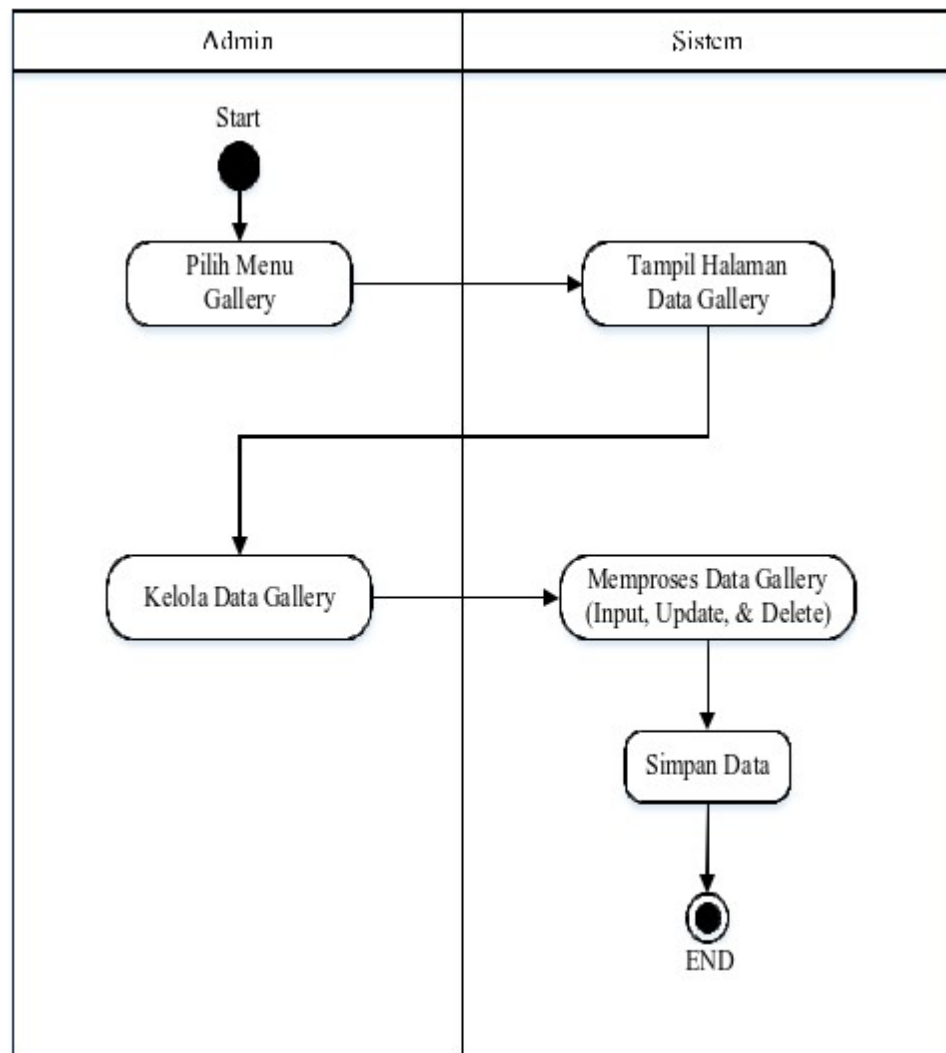 Admin
Sistem
Start
Pilih Menu
Gallery
Tampil Halaman
Data Gallery
Kelola Data Gallery
Memproses Data Gallery
(Input, Update, & Delete)
Simpan Data
END